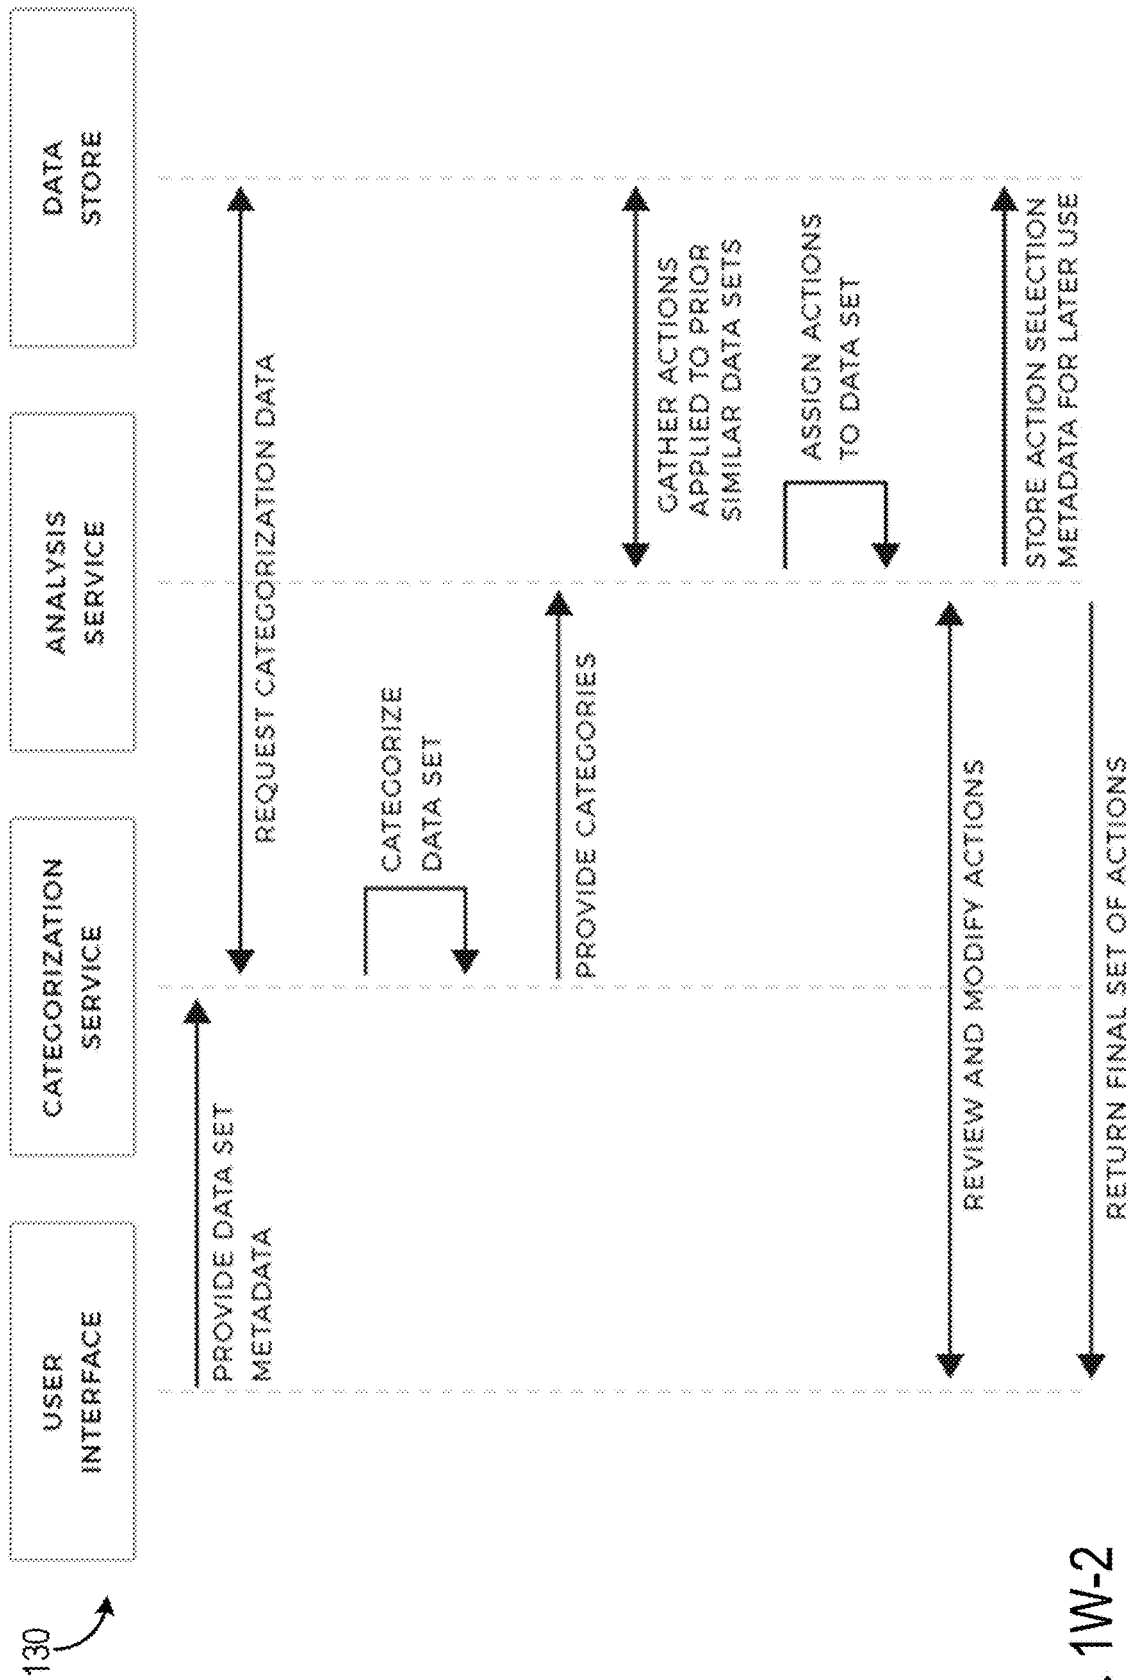 130
USER
INTERFACE
CATEGORIZATION
SERVICE
ANALYSIS
SERVICE
DATA
STORE
PROVIDE DATA SET
METADATA
REQUEST CATEGORIZATION DATA
CATEGORIZE
DATA SET
PROVIDE CATEGORIES
GATHER ACTIONS
APPLIED TO PRIOR
SIMILAR DATA SETS
ASSIGN ACTIONS
TO DATA SET
REVIEW AND MODIFY ACTIONS
STORE ACTION SELECTION
METADATA FOR LATER USE
RETURN FINAL SET OF ACTIONS
1W-2